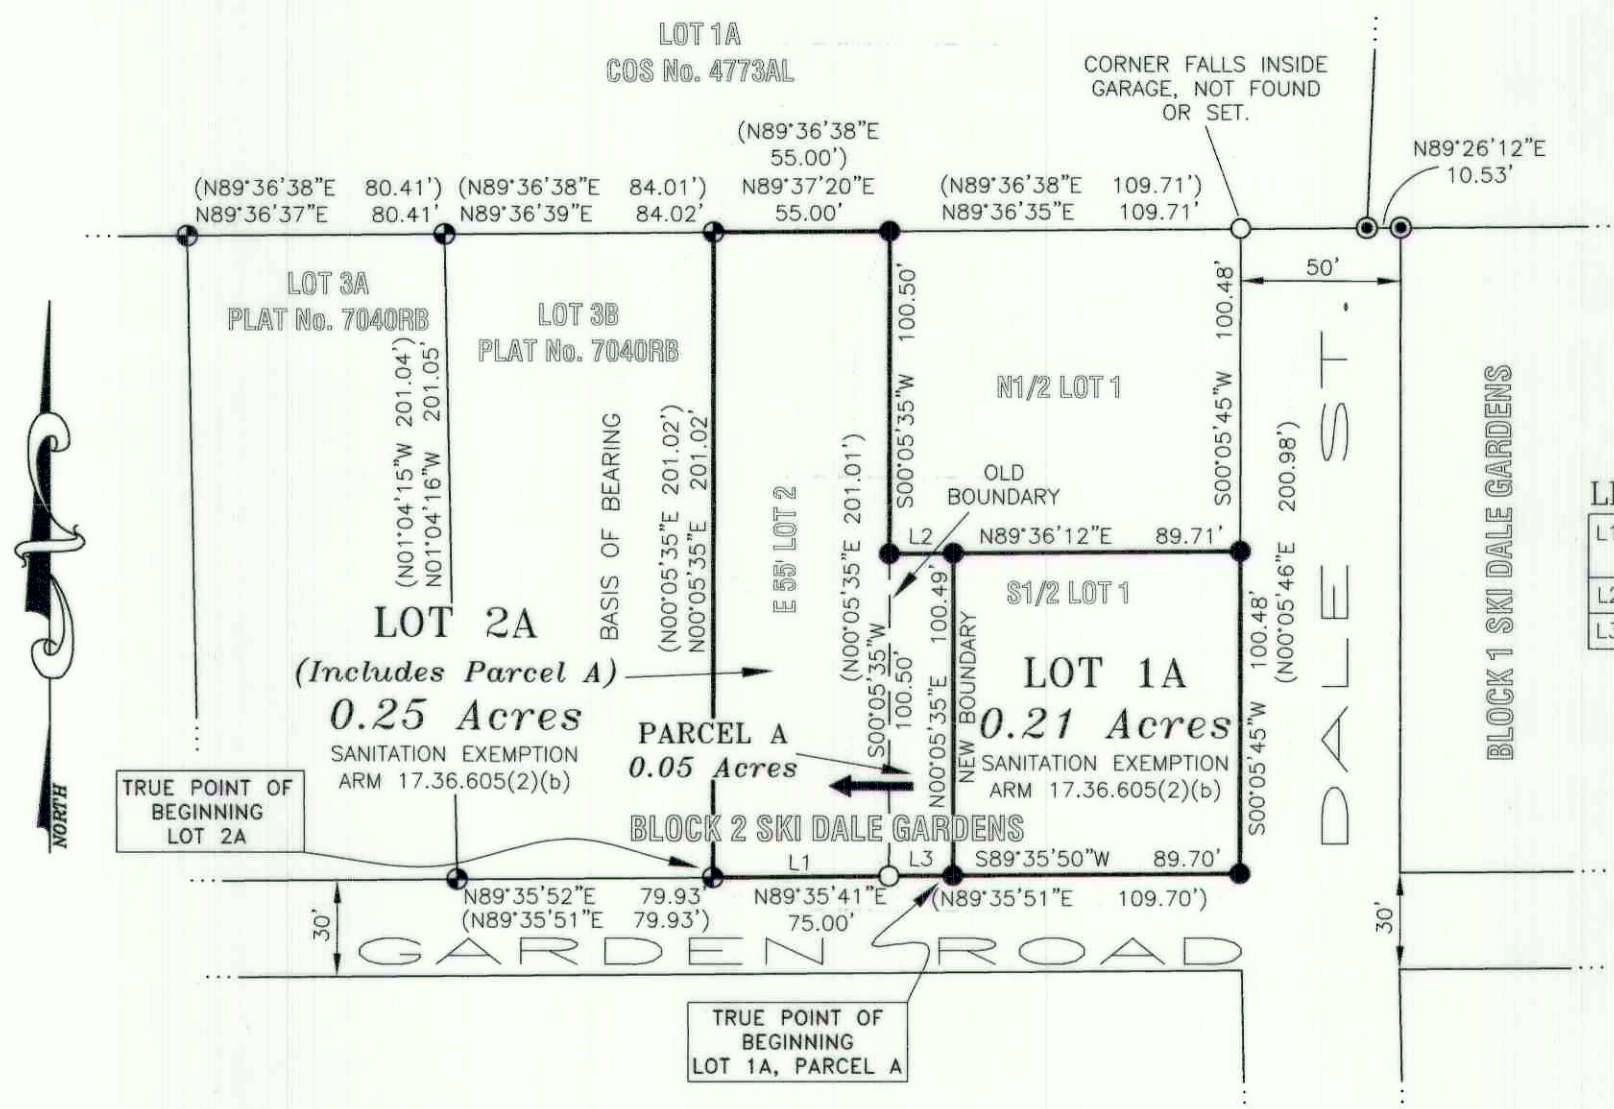 LOT 1A
COS No. 4773AL
CORNER FALLS INSIDE
GARAGE, NOT FOUND
OR SET.
(N89°36'38"E
55.00')
N89°37'20"E
55.00'
(N89°36'38"E 80.41')
N89°36'37"E 80.41'
(N89°36'38"E 84.01')
N89°36'39"E 84.02'
(N89°36'38"E 109.71')
N89°36'35"E 109.71'
N89°26'12"E
10.53'
50'
LOT 3A
PLAT No. 7040RB
LOT 3B
PLAT No. 7040RB
(N01°04'15"W 201.04')
N01°04'16"W 201.05'
BASIS OF BEARING
(N00°05'35"E 201.02')
N00°05'35"E 201.02'
E 55' LOT 2
(N00°05'35"E 201.01')
S00°05'35"W 100.50'
N1/2 LOT 1
S00°05'45"W 100.48'
(N00°05'46"E 200.98')
DALE ST.
BLOCK 1 SKI DALE GARDENS
OLD
BOUNDARY
L2
N89°36'12"E 89.71'
S1/2 LOT 1
S00°05'35"W
100.50'
N00°05'35"E 100.49'
NEW BOUNDARY
LOT 1A
0.21 Acres
SANITATION EXEMPTION
ARM 17.36.605(2)(b)
S00°05'45"W 100.48'
LOT 2A
(Includes Parcel A)
0.25 Acres
SANITATION EXEMPTION
ARM 17.36.605(2)(b)
PARCEL A
0.05 Acres
BLOCK 2 SKI DALE GARDENS
NORTH
TRUE POINT OF
BEGINNING
LOT 2A
L1
L3
S89°35'50"W 89.70'
N89°35'52"E 79.93'
(N89°35'51"E 79.93')
N89°35'41"E
75.00'
(N89°35'51"E 109.70')
30'
30'
GARDEN ROAD
TRUE POINT OF
BEGINNING
LOT 1A, PARCEL A
L1
L2
L3